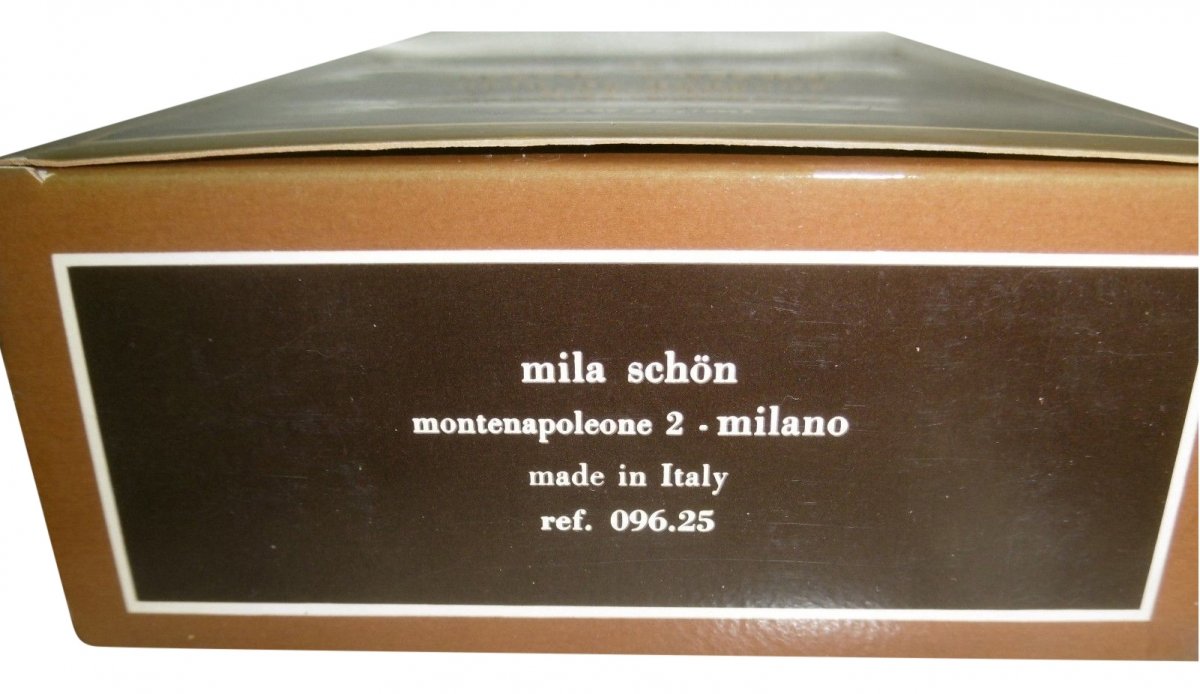 mila schön
montenapoleone 2 - milano
made in Italy
ref. 096.25